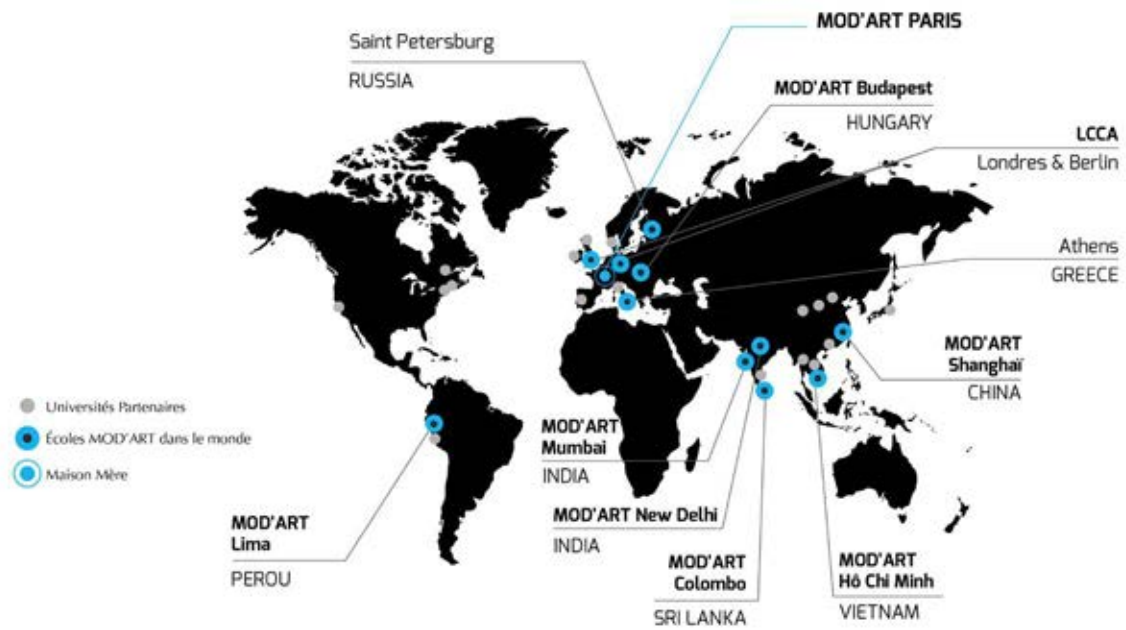 MOD'ART PARIS
Saint Petersburg
RUSSIA
MOD'ART Budapest
HUNGARY
LCCA
Londres & Berlin
Athens
GREECE
MOD'ART
Shanghaï
CHINA
Universités Partenaires
Écoles MOD'ART dans le monde
Maison Mère
MOD'ART
Mumbai
INDIA
MOD'ART New Delhi
INDIA
MOD'ART
Lima
PEROU
MOD'ART
Colombo
SRI LANKA
MOD'ART
Hô Chi Minh
VIETNAM